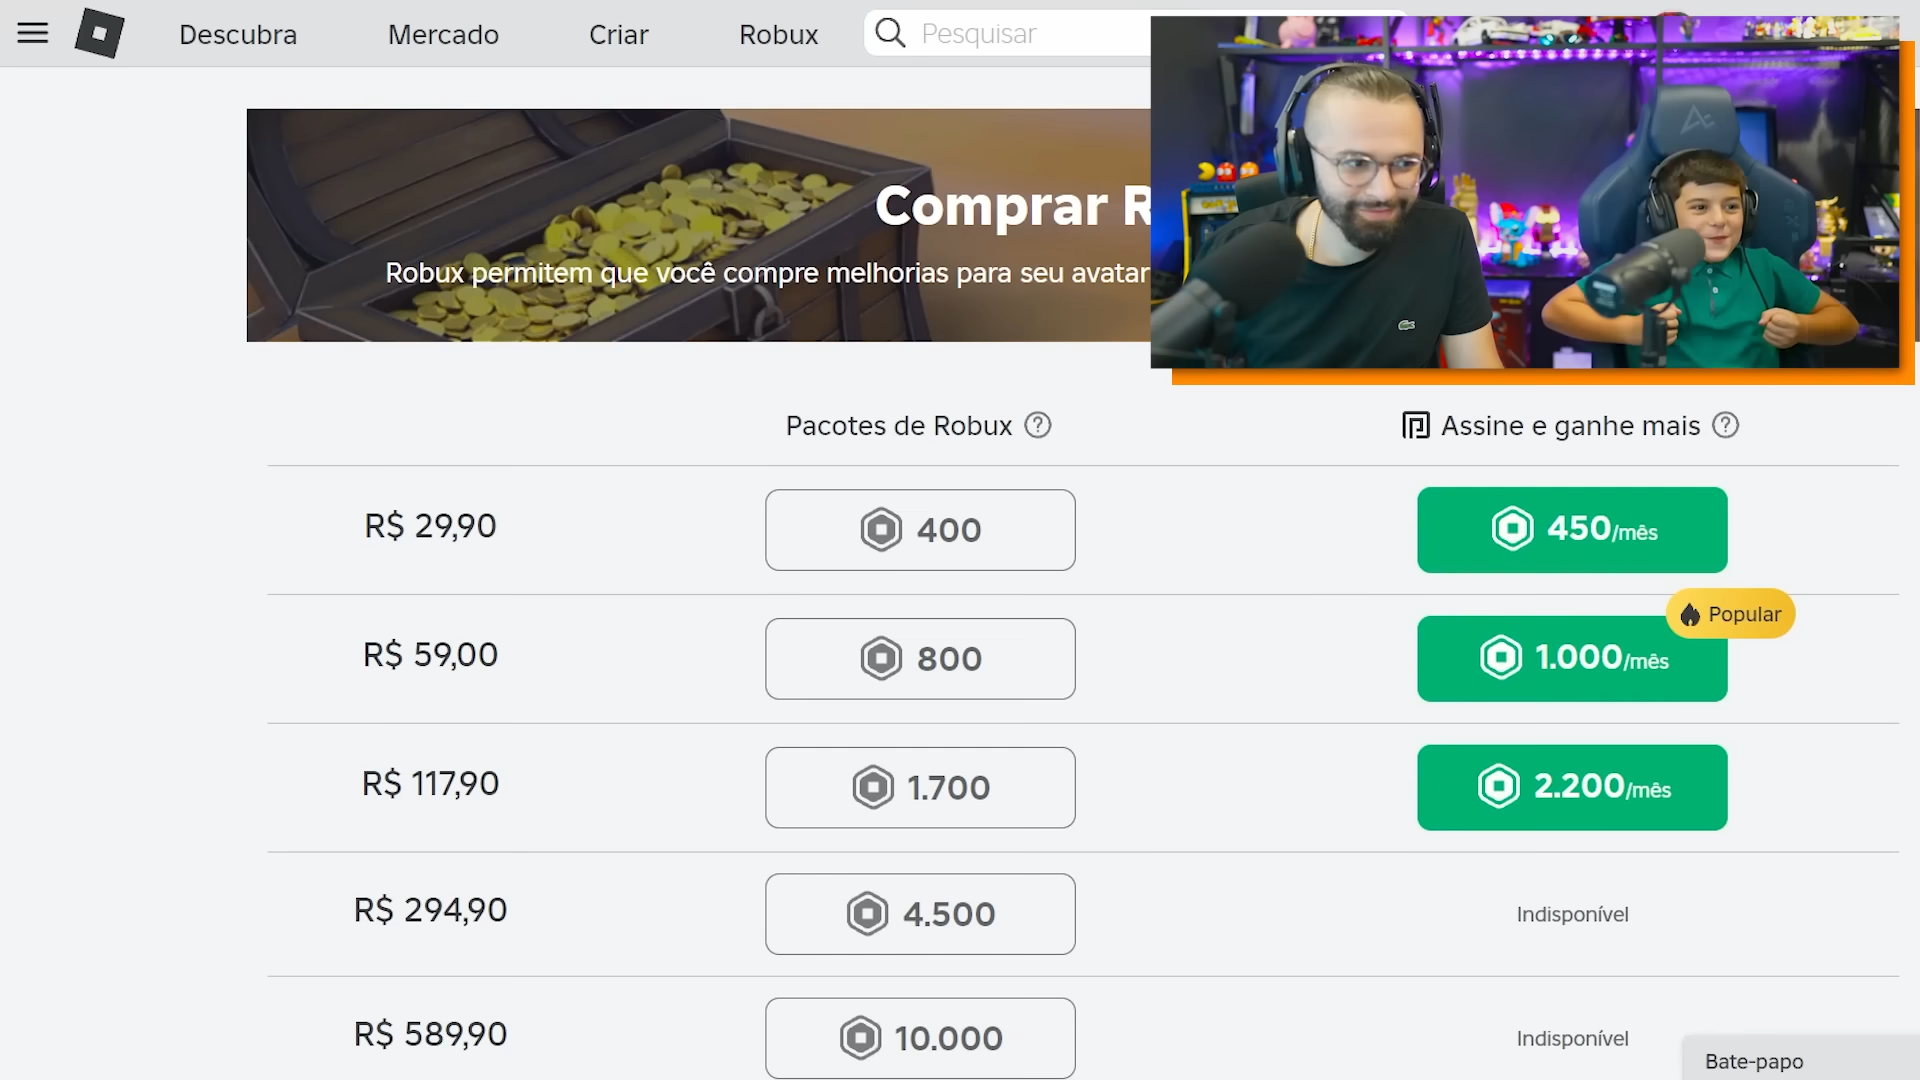 Descubra
Mercado
Criar
Robux
Pesquisar
Comprar R
Robux permitem que você compre melhorias para seu avatar
Pacotes de Robux ?
Assine e ganhe mais ?
R$ 29,90
400
450/mês
Popular
R$ 59,00
800
1.000/mês
R$ 117,90
1.700
2.200/mês
R$ 294,90
4.500
Indisponível
R$ 589,90
10.000
Indisponível
Bate-papo